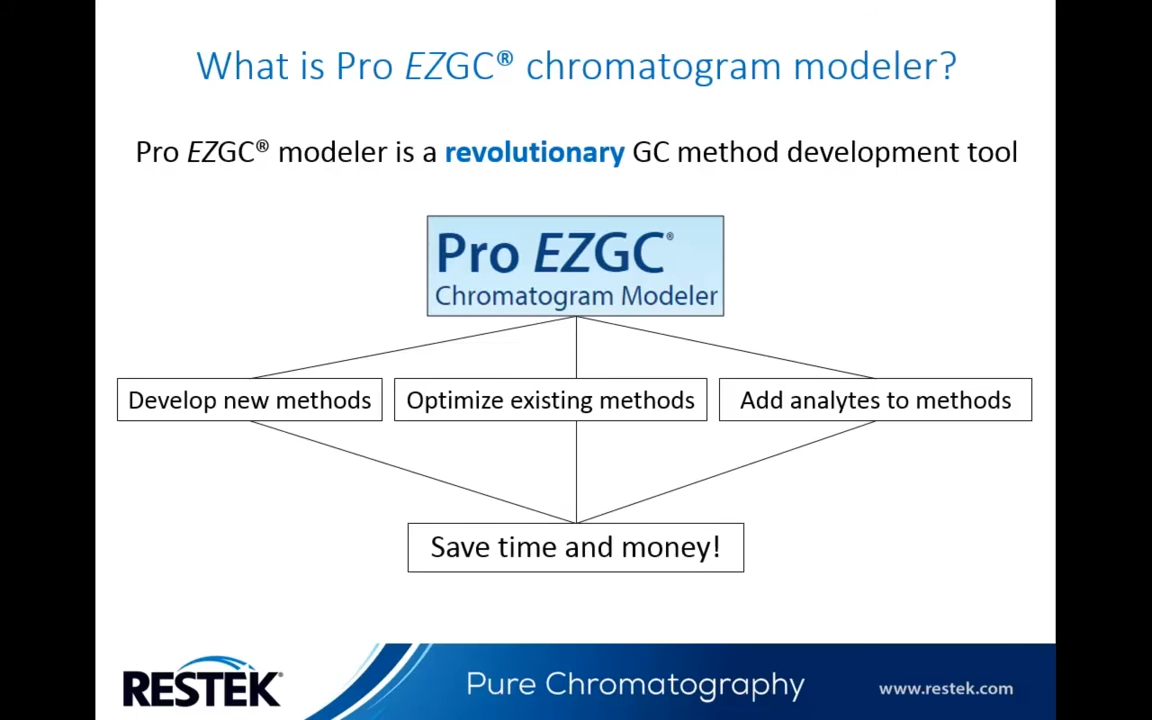 What is Pro EZGC® chromatogram modeler?
Pro EZGC® modeler is a revolutionary GC method development tool
Pro EZGC®
Chromatogram Modeler
Develop new methods
Optimize existing methods
Add analytes to methods
Save time and money!
RESTEK®
Pure Chromatography
www.restek.com